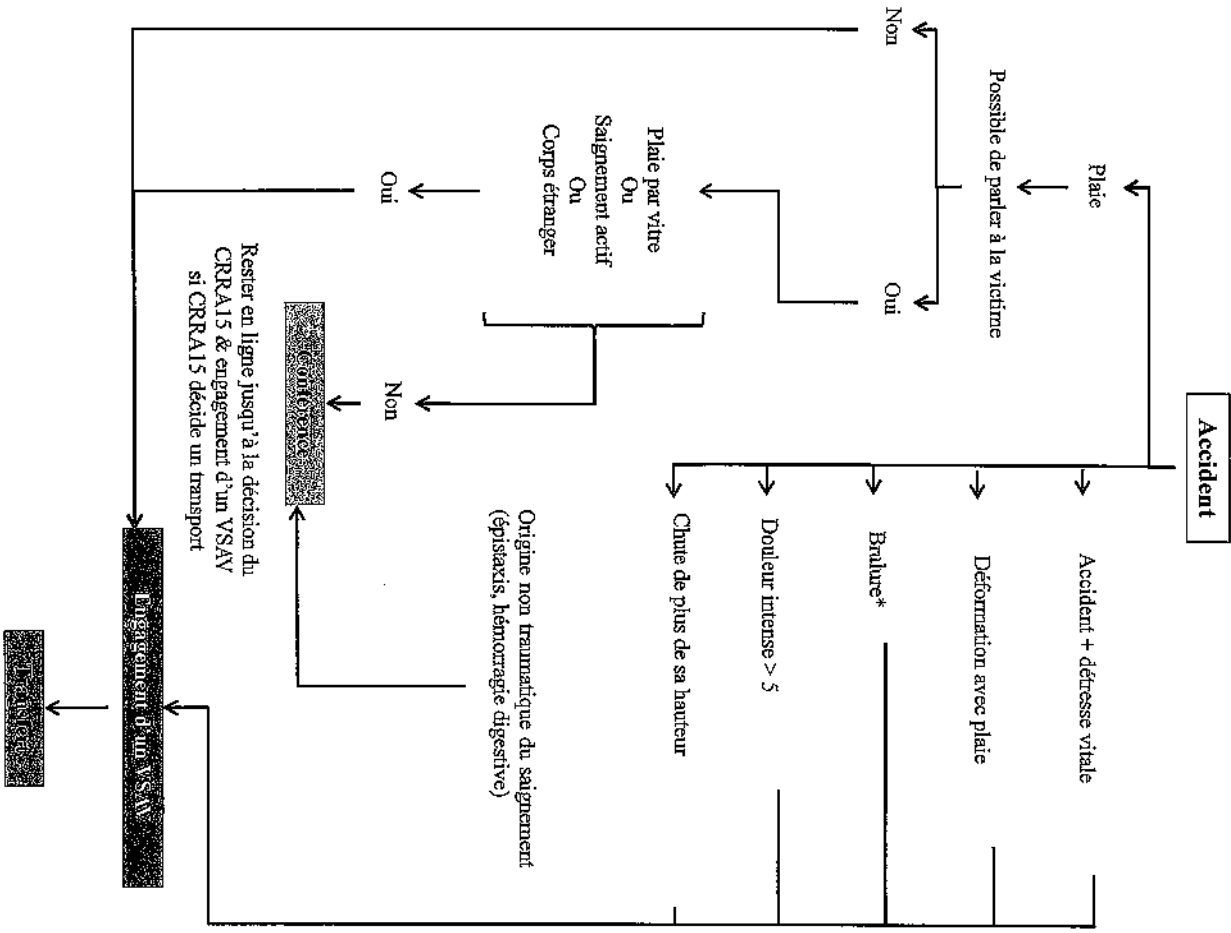 Accident
Plaie
Possible de parler à la victime
Non
Oui
Plaie par vitre
Ou
Saignement actif
Ou
Corps étranger
Oui
Non
Conférence
Rester en ligne jusqu'à la décision du
CRRA15 & engagement d'un VSAV
si CRRA15 décide un transport
Accident + détresse vitale
Déformation avec plaie
Brulure*
Douleur intense > 5
Chute de plus de sa hauteur
Origine non traumatique du saignement
(épistaxis, hémorragie digestive)
Engagement d'un VSAV
Transfert